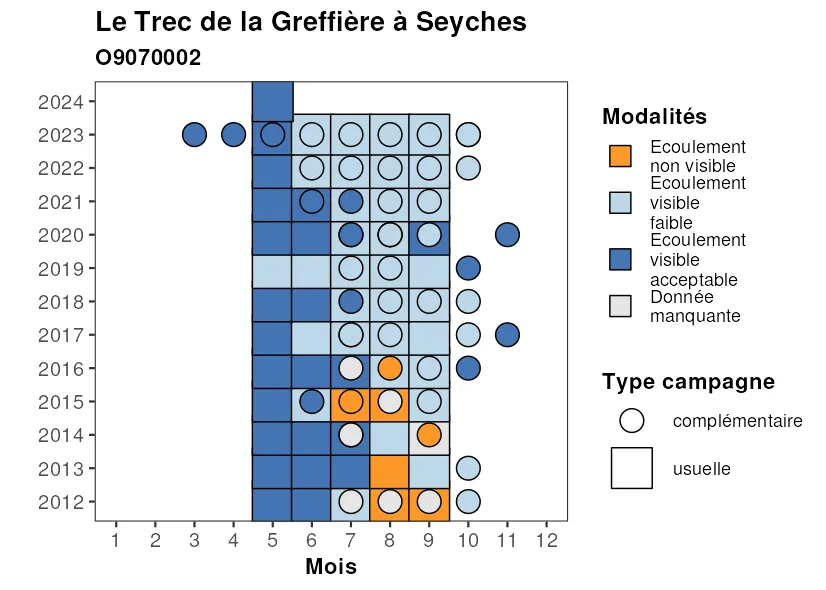 Le Trec de la Greffière à Seyches
O9070002
2024
2023
2022
2021
2020
2019
2018
2017
2016
2015
2014
2013
2012
1 2 3 4 5 6 7 8 9 10 11 12
Mois
Modalités
Ecoulement
non visible
Ecoulement
visible
faible
Ecoulement
visible
acceptable
Donnée
manquante
Type campagne
complémentaire
usuelle